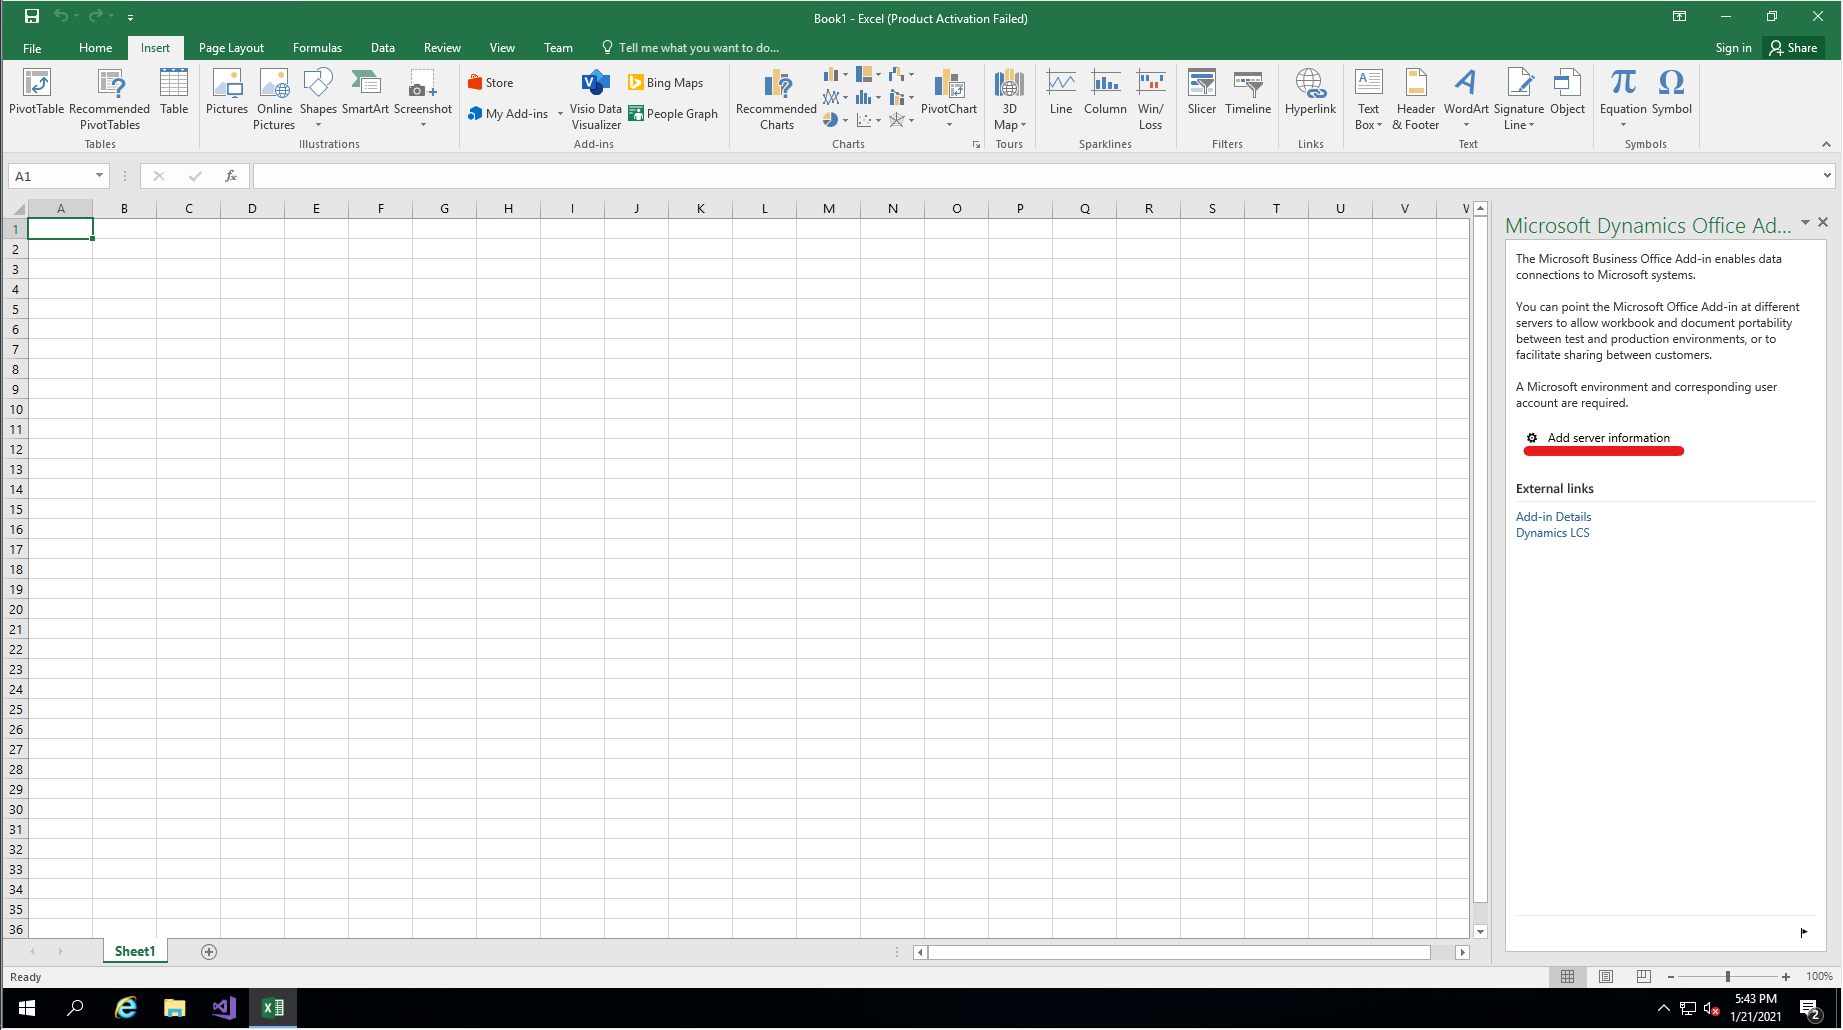 Book1 - Excel (Product Activation Failed)
File Home Insert Page Layout Formulas Data Review View Team Tell me what you want to do... Sign in Share
PivotTable Recommended PivotTables Table
Tables
Pictures Online Pictures Shapes SmartArt Screenshot
Illustrations
Store
My Add-ins
Visio Data Visualizer
Bing Maps
People Graph
Add-ins
Recommended Charts
PivotChart
Charts
3D Map
Tours
Line Column Win/Loss
Sparklines
Slicer Timeline
Filters
Hyperlink
Links
Text Box Header & Footer WordArt Signature Line Object
Text
Equation Symbol
Symbols
A1
fx
A B C D E F G H I J K L M N O P Q R S T U V W
1
2
3
4
5
6
7
8
9
10
11
12
13
14
15
16
17
18
19
20
21
22
23
24
25
26
27
28
29
30
31
32
33
34
35
36
Microsoft Dynamics Office Ad...
The Microsoft Business Office Add-in enables data
connections to Microsoft systems.
You can point the Microsoft Office Add-in at different
servers to allow workbook and document portability
between test and production environments, or to
facilitate sharing between customers.
A Microsoft environment and corresponding user
account are required.
Add server information
External links
Add-in Details
Dynamics LCS
Sheet1
Ready
100%
5:43 PM
1/21/2021
2